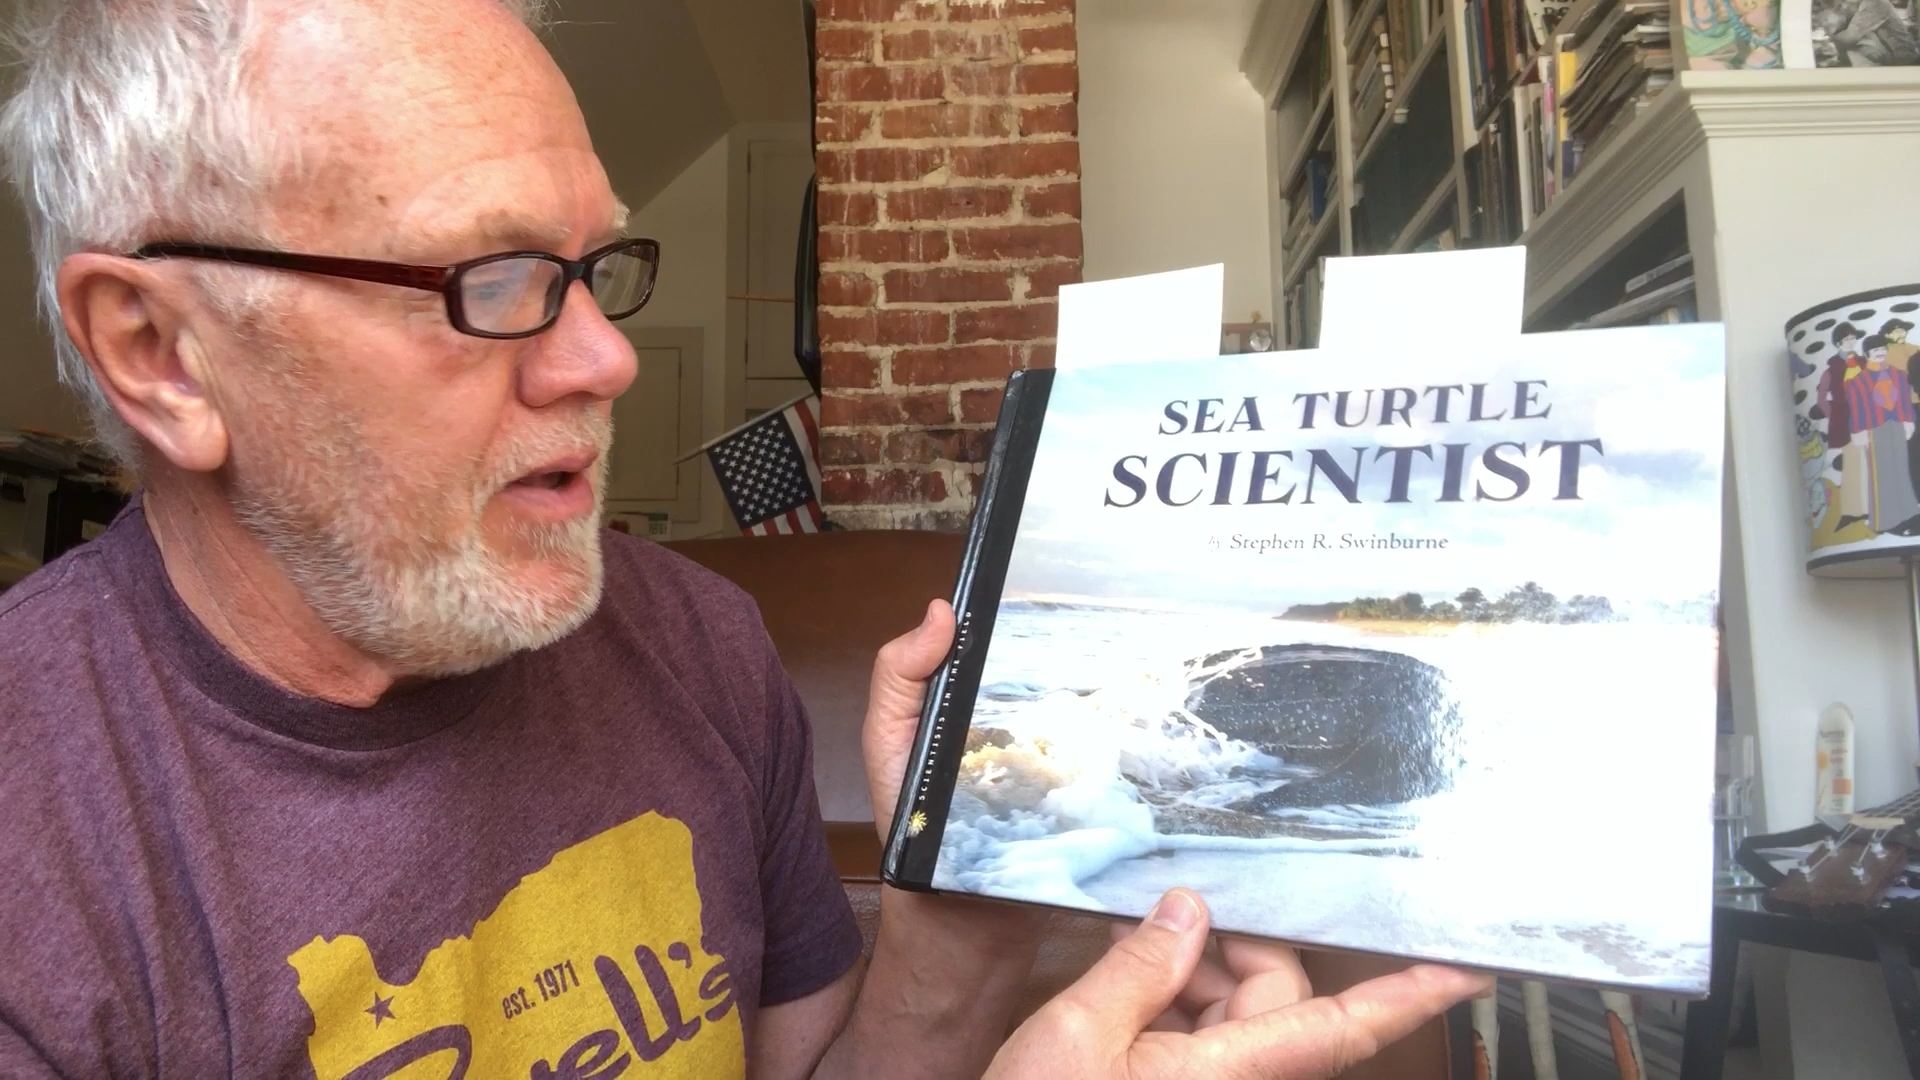 SEA TURTLE
SCIENTIST
by Stephen R. Swinburne
SCIENTISTS IN THE FIELD
est. 1971